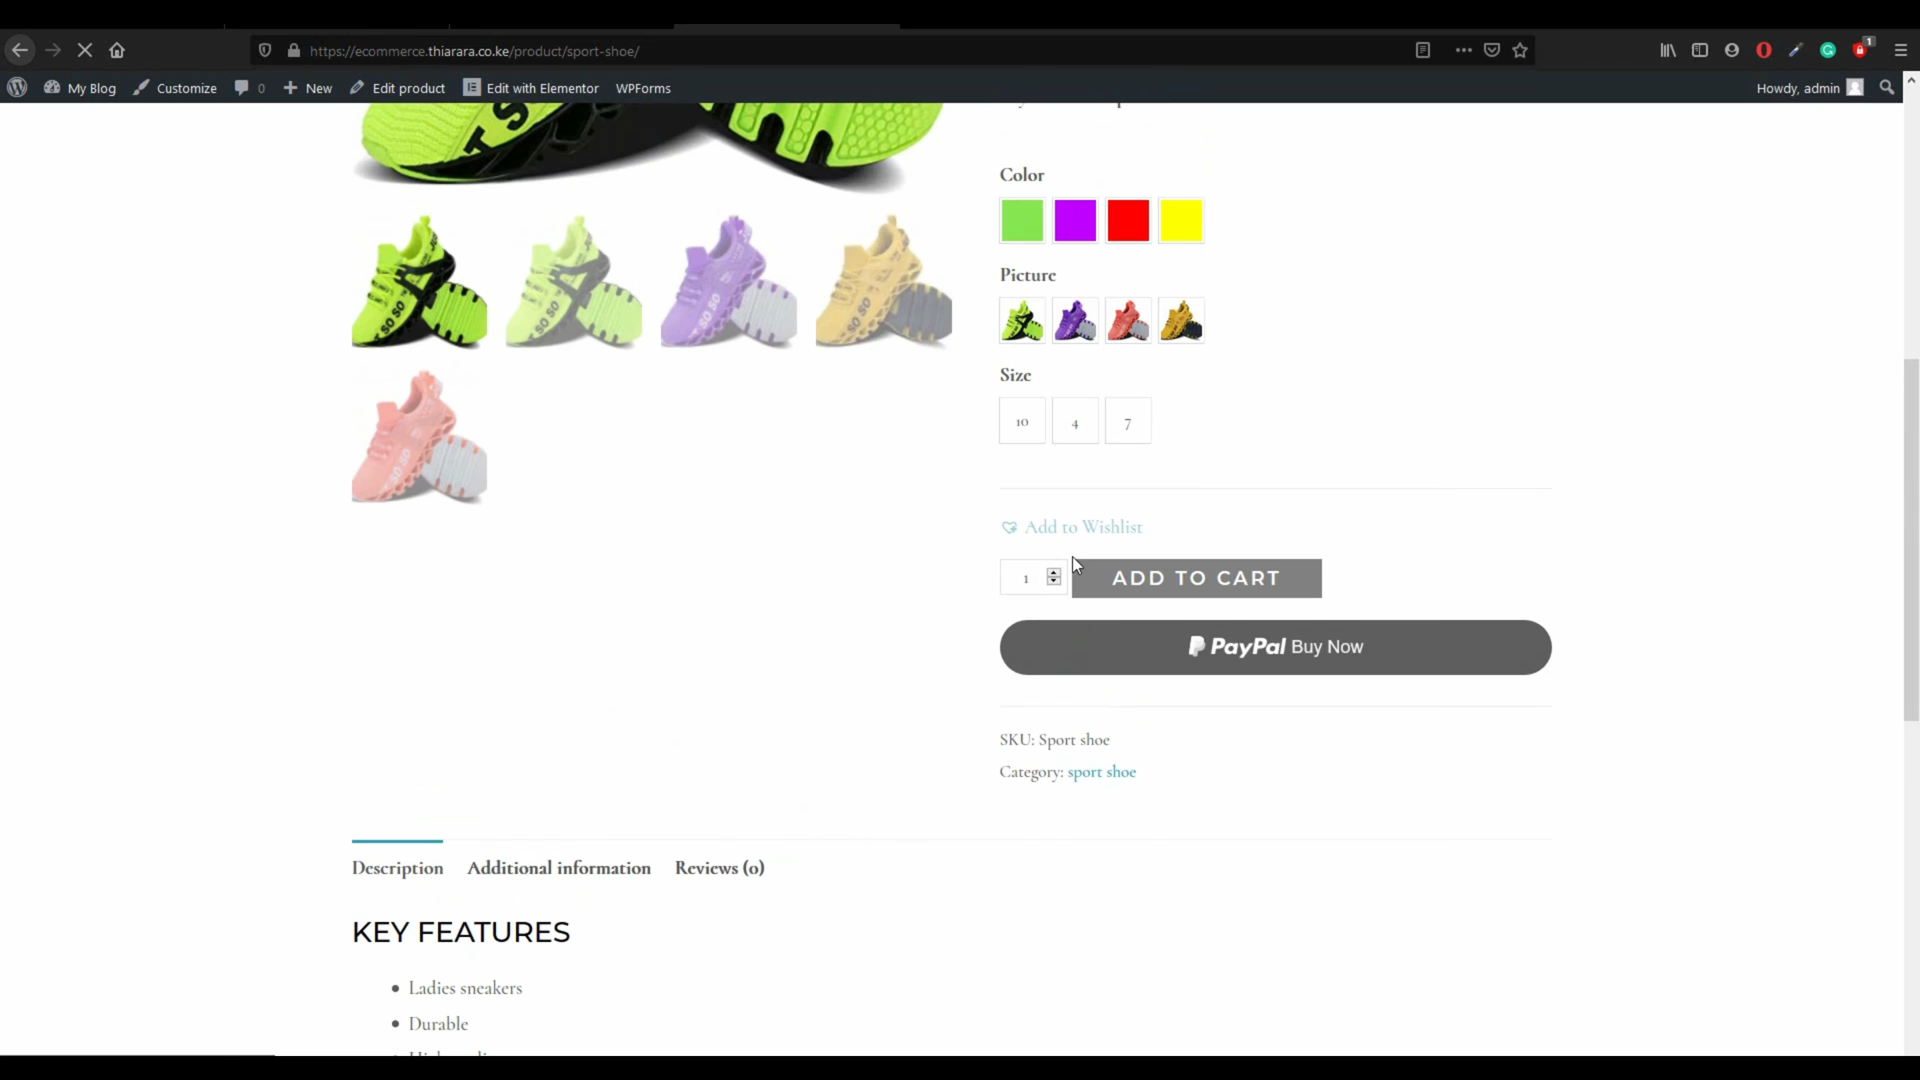 https://ecommerce.thiarara.co.ke/product/sport-shoe/
1
My Blog
Customize
0
New
Edit product
Edit with Elementor
WPForms
Howdy, admin
Color
Picture
Size
10
4
7
Add to Wishlist
1
ADD TO CART
PayPal Buy Now
SKU: Sport shoe
Category: sport shoe
Description
Additional information
Reviews (0)
KEY FEATURES
Ladies sneakers
Durable